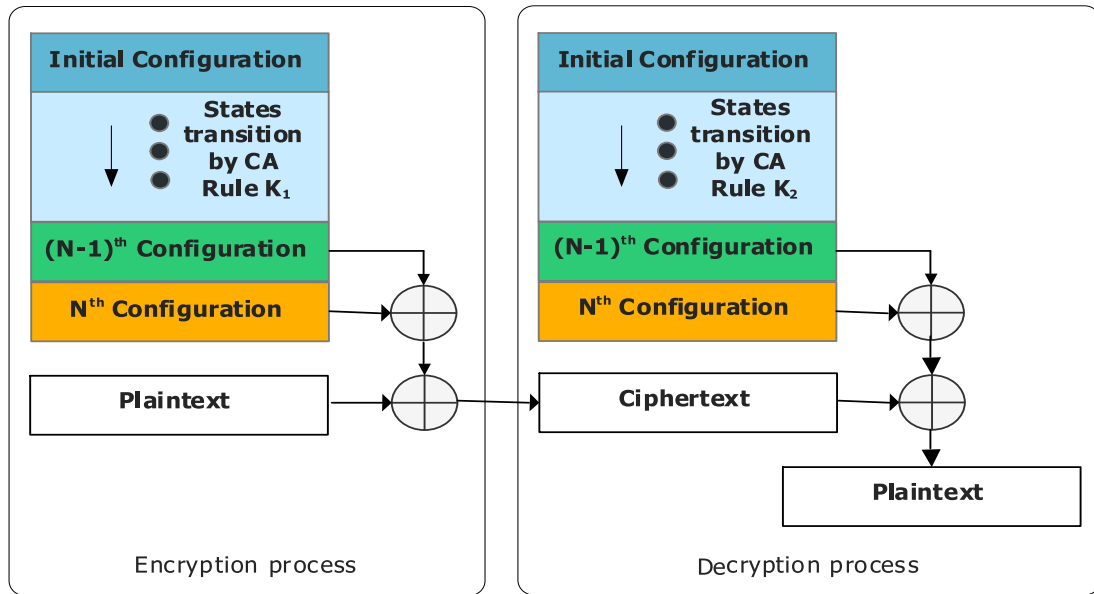 Initial Configuration
States
transition
by CA
Rule K₁
(N-1)ᵗʰ Configuration
Nᵗʰ Configuration
Plaintext
Encryption process
Initial Configuration
States
transition
by CA
Rule K₂
(N-1)ᵗʰ Configuration
Nᵗʰ Configuration
Ciphertext
Plaintext
Decryption process